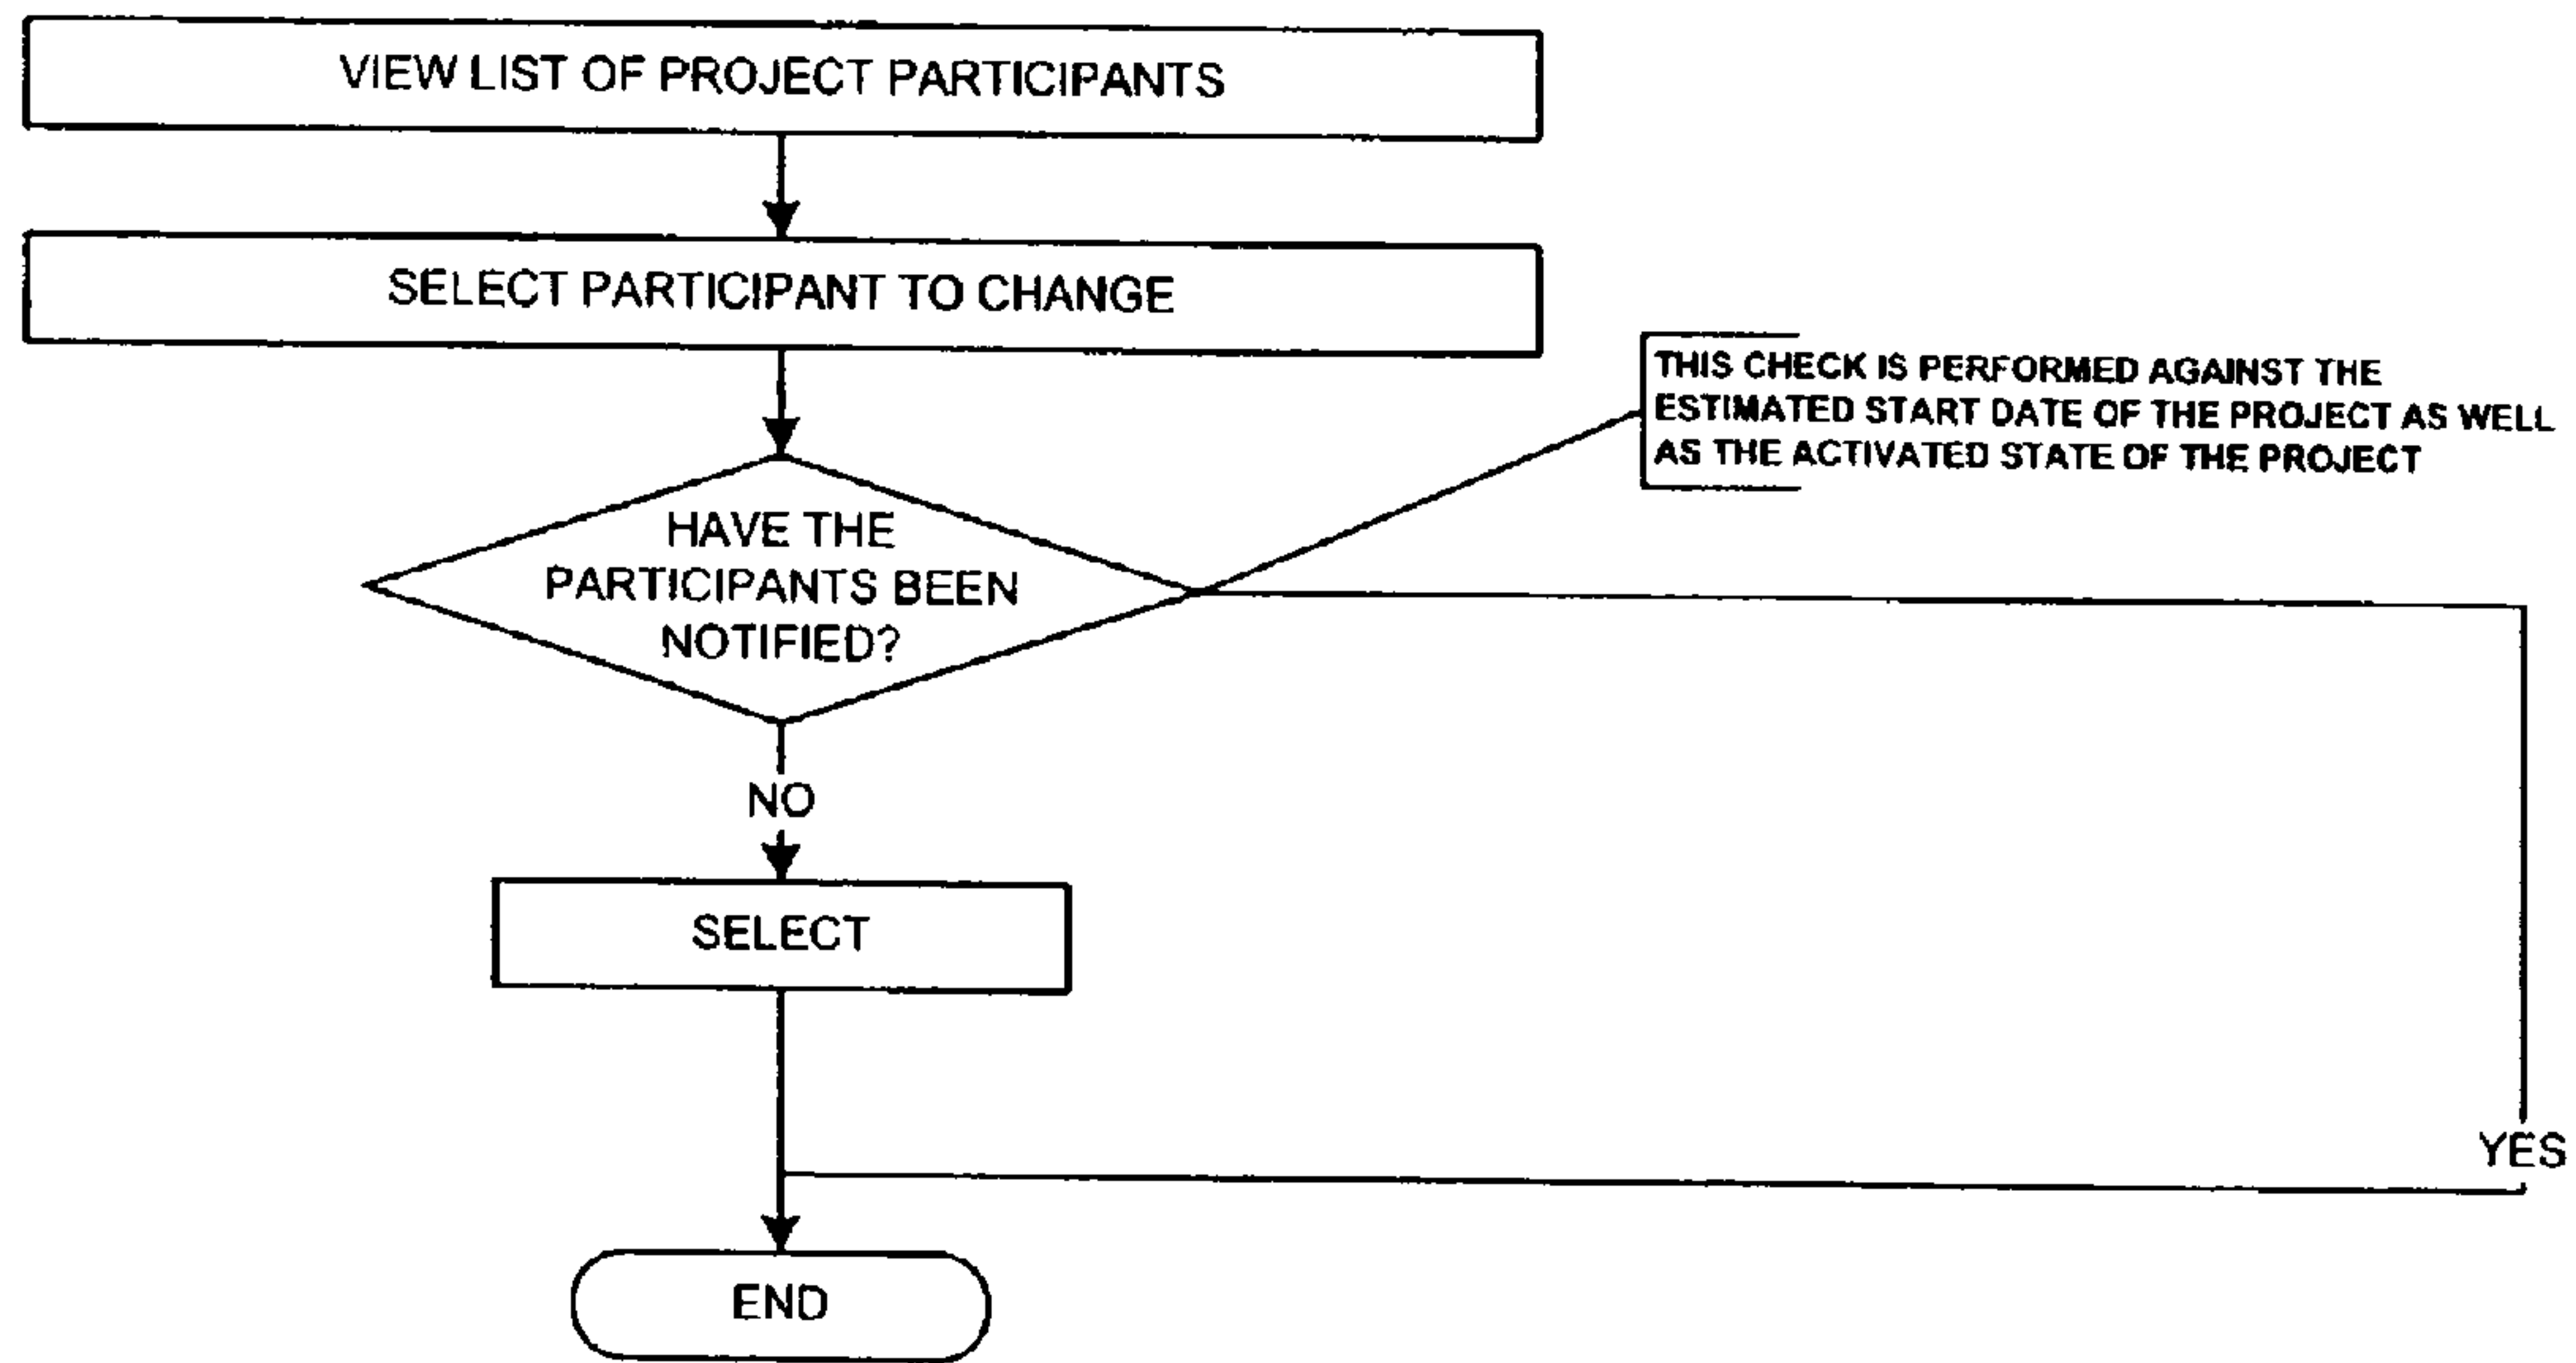 VIEW LIST OF PROJECT PARTICIPANTS
SELECT PARTICIPANT TO CHANGE
THIS CHECK IS PERFORMED AGAINST THE
ESTIMATED START DATE OF THE PROJECT AS WELL
AS THE ACTIVATED STATE OF THE PROJECT
HAVE THE
PARTICIPANTS BEEN
NOTIFIED?
NO
SELECT
YES
END